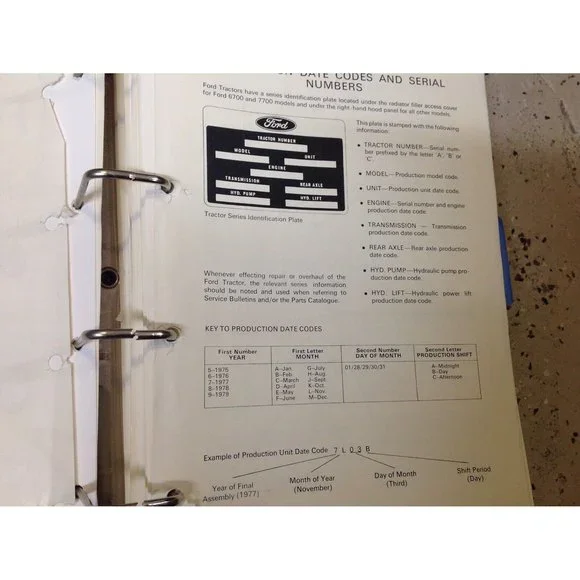 DATE CODES AND SERIAL
NUMBERS
Ford Tractors have a series identification plate located under the radiator filler access cover
for Ford 6700 and 7700 models and under the right-hand hood panel for all other models.
Ford
TRACTOR NUMBER
MODEL
UNIT
ENGINE
TRANSMISSION
REAR AXLE
HYD. PUMP
HYD. LIFT
Tractor Series Identification Plate
This plate is stamped with the following
information:
• TRACTOR NUMBER—Serial num-
ber prefixed by the letter 'A', 'B' or
'C'.
• MODEL—Production model code.
• UNIT—Production unit date code.
• ENGINE—Serial number and engine
production date code.
• TRANSMISSION — Transmission
production date code.
• REAR AXLE—Rear axle production
date code.
• HYD. PUMP—Hydraulic pump pro-
duction date code.
• HYD. LIFT—Hydraulic power lift
production date code.
Whenever effecting repair or overhaul of the
Ford Tractor, the relevant series information
should be noted and used when referring to
Service Bulletins and/or the Parts Catalogue.
KEY TO PRODUCTION DATE CODES
First Number
YEAR
First Letter
MONTH
Second Number
DAY OF MONTH
Second Letter
PRODUCTION SHIFT
5–1975
6–1976
7–1977
8–1978
9–1979
A–Jan. G–July
B–Feb. H–Aug.
C–March J–Sept.
D–April K–Oct.
E–May L–Nov.
F–June M–Dec.
01/28/29/30/31
A–Midnight
B–Day
C–Afternoon
Example of Production Unit Date Code 7 L 0 3 B
Year of Final
Assembly (1977)
Month of Year
(November)
Day of Month
(Third)
Shift Period
(Day)